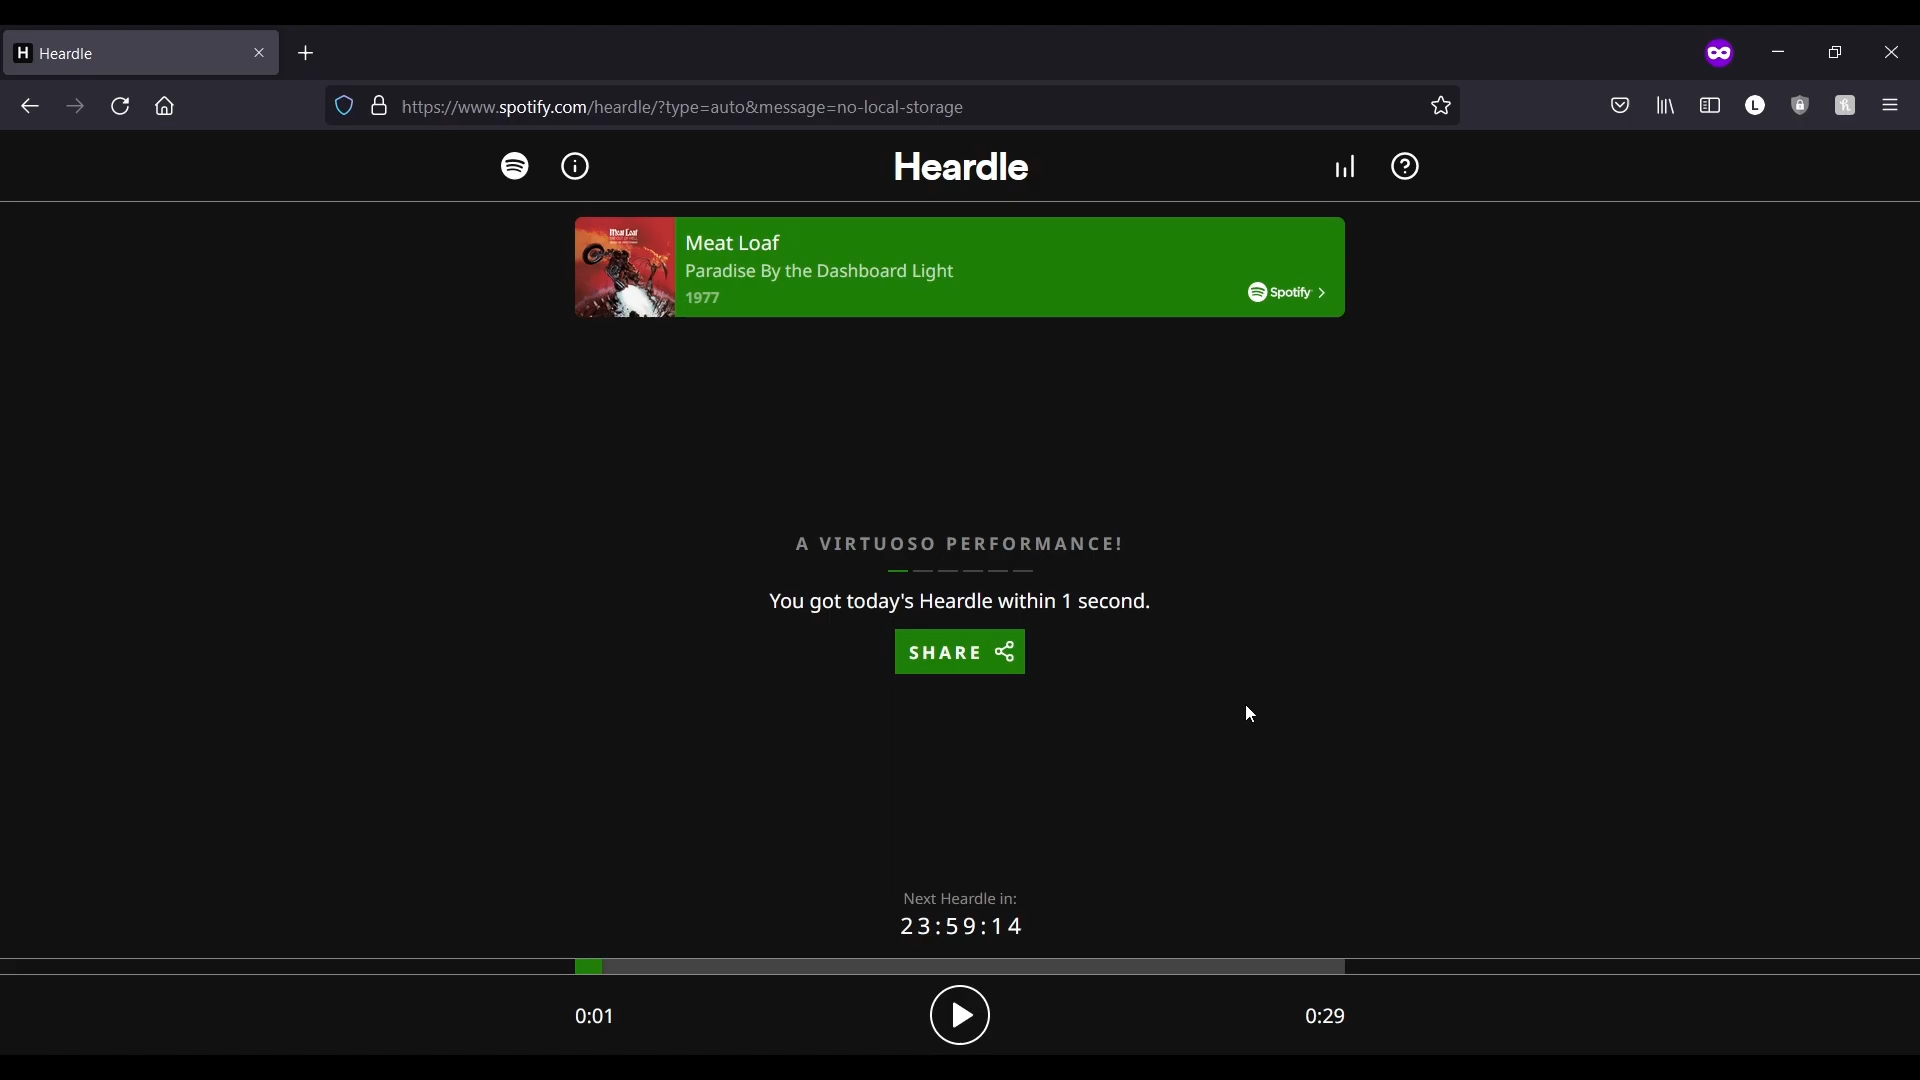 H Heardle
https://www.spotify.com/heardle/?type=auto&message=no-local-storage
L
Heardle
Meat Loaf
Meat Loaf
Paradise By the Dashboard Light
1977
Spotify
A VIRTUOSO PERFORMANCE!
You got today's Heardle within 1 second.
SHARE
Next Heardle in:
23:59:14
0:01
0:29